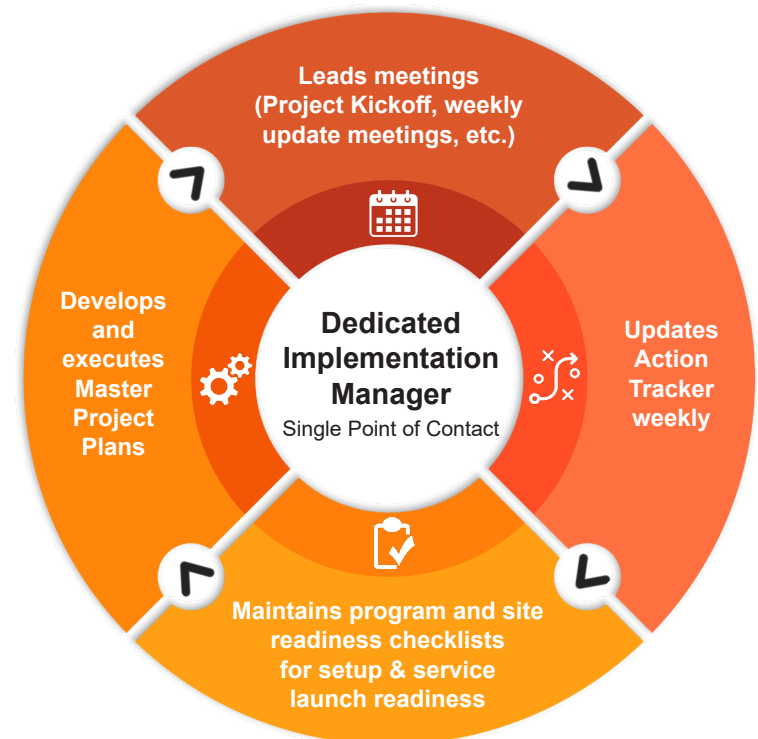 Leads meetings
(Project Kickoff, weekly
update meetings, etc.)
Develops
and
executes
Master
Project
Plans
Dedicated
Implementation
Manager
Single Point of Contact
Updates
Action
Tracker
weekly
Maintains program and site
readiness checklists
for setup & service
launch readiness